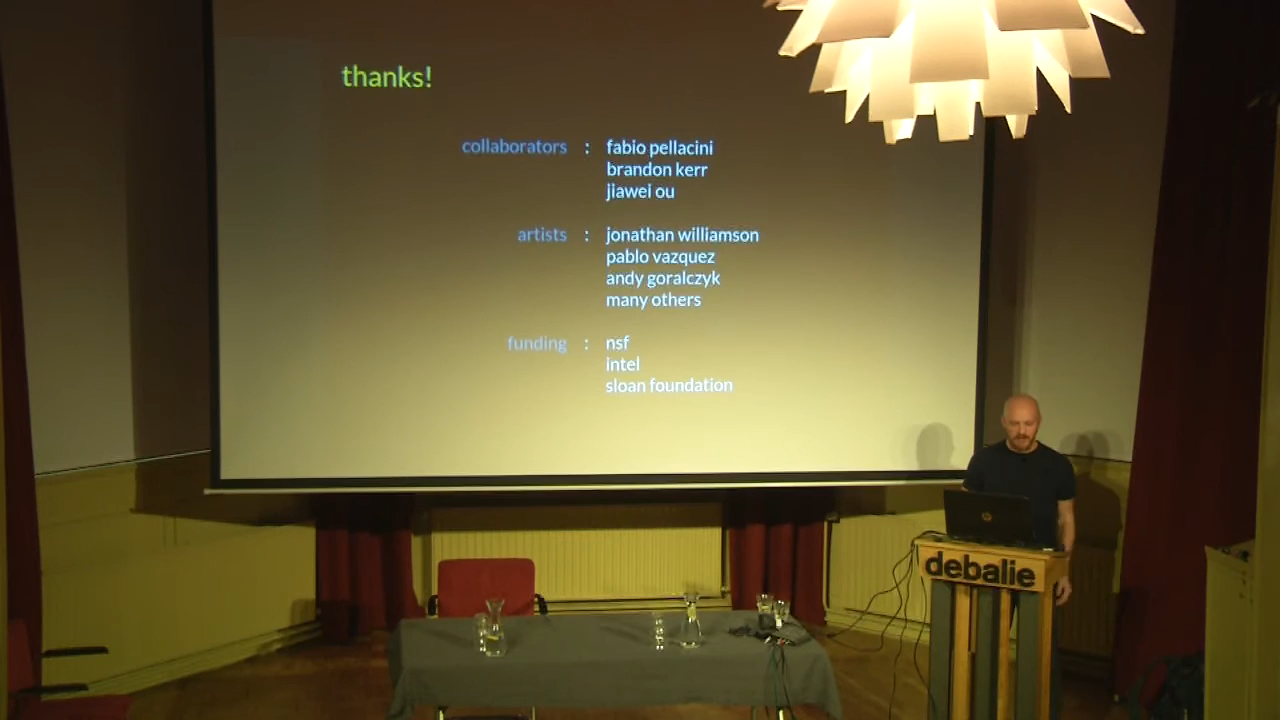 thanks!
collaborators : fabio pellacini
brandon kerr
jiawei ou
artists : jonathan williamson
pablo vazquez
andy goralczyk
many others
funding : nsf
intel
sloan foundation
debalie